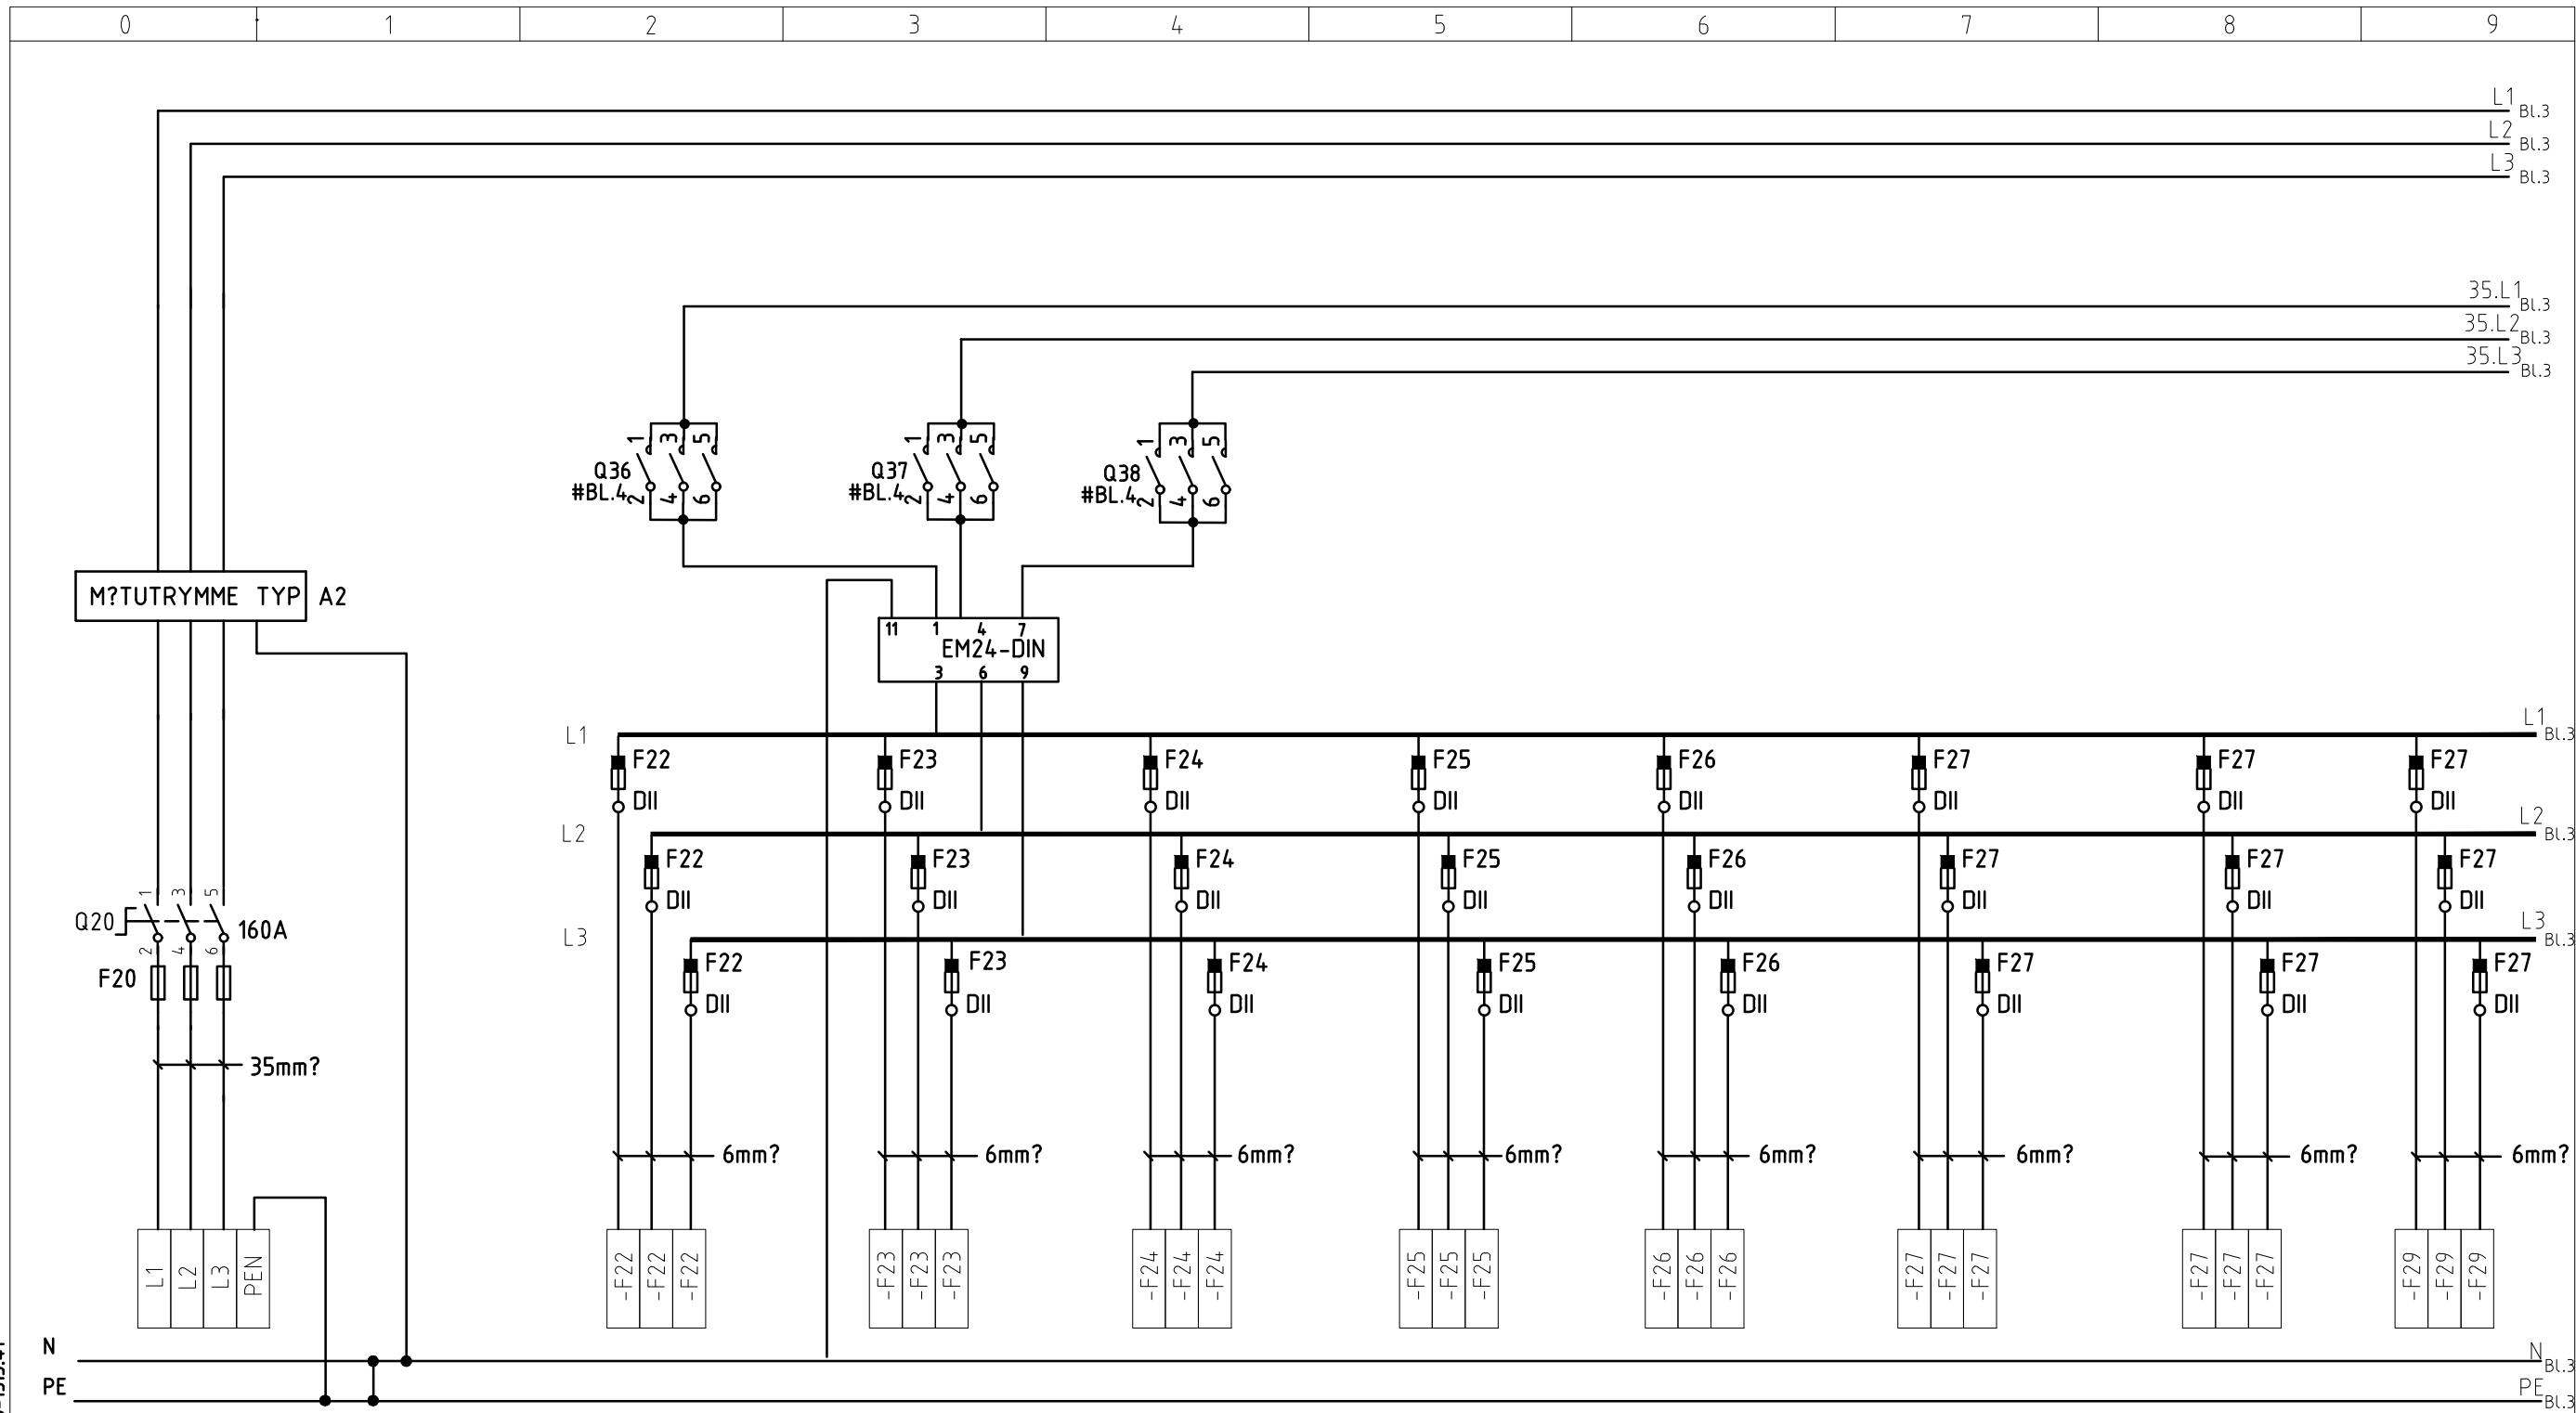 0 1 2 3 4 5 6 7 8 9
L1 Bl.3
L2 Bl.3
L3 Bl.3
35.L1 Bl.3
35.L2 Bl.3
35.L3 Bl.3
1 3 5
Q36
#BL.4
2 4 6
1 3 5
Q37
#BL.4
2 4 6
1 3 5
Q38
#BL.4
2 4 6
M?TUTRYMME TYP A2
11 1 4 7
EM24-DIN
3 6 9
L1 L1 Bl.3
F22 F23 F24 F25 F26 F27 F27 F27
DII DII DII DII DII DII DII DII
L2 L2 Bl.3
F22 F23 F24 F25 F26 F27 F27 F27
DII DII DII DII DII DII DII DII
1 3 5
Q20 160A
2 4 6
L3 L3 Bl.3
F22 F23 F24 F25 F26 F27 F27 F27
DII DII DII DII DII DII DII DII
F20
35mm?
6mm? 6mm? 6mm? 6mm? 6mm? 6mm? 6mm? 6mm?
L1 L2 L3 PEN
-F22 -F22 -F22
-F23 -F23 -F23
-F24 -F24 -F24
-F25 -F25 -F25
-F26 -F26 -F26
-F27 -F27 -F27
-F27 -F27 -F27
-F29 -F29 -F29
N N Bl.3
PE PE Bl.3